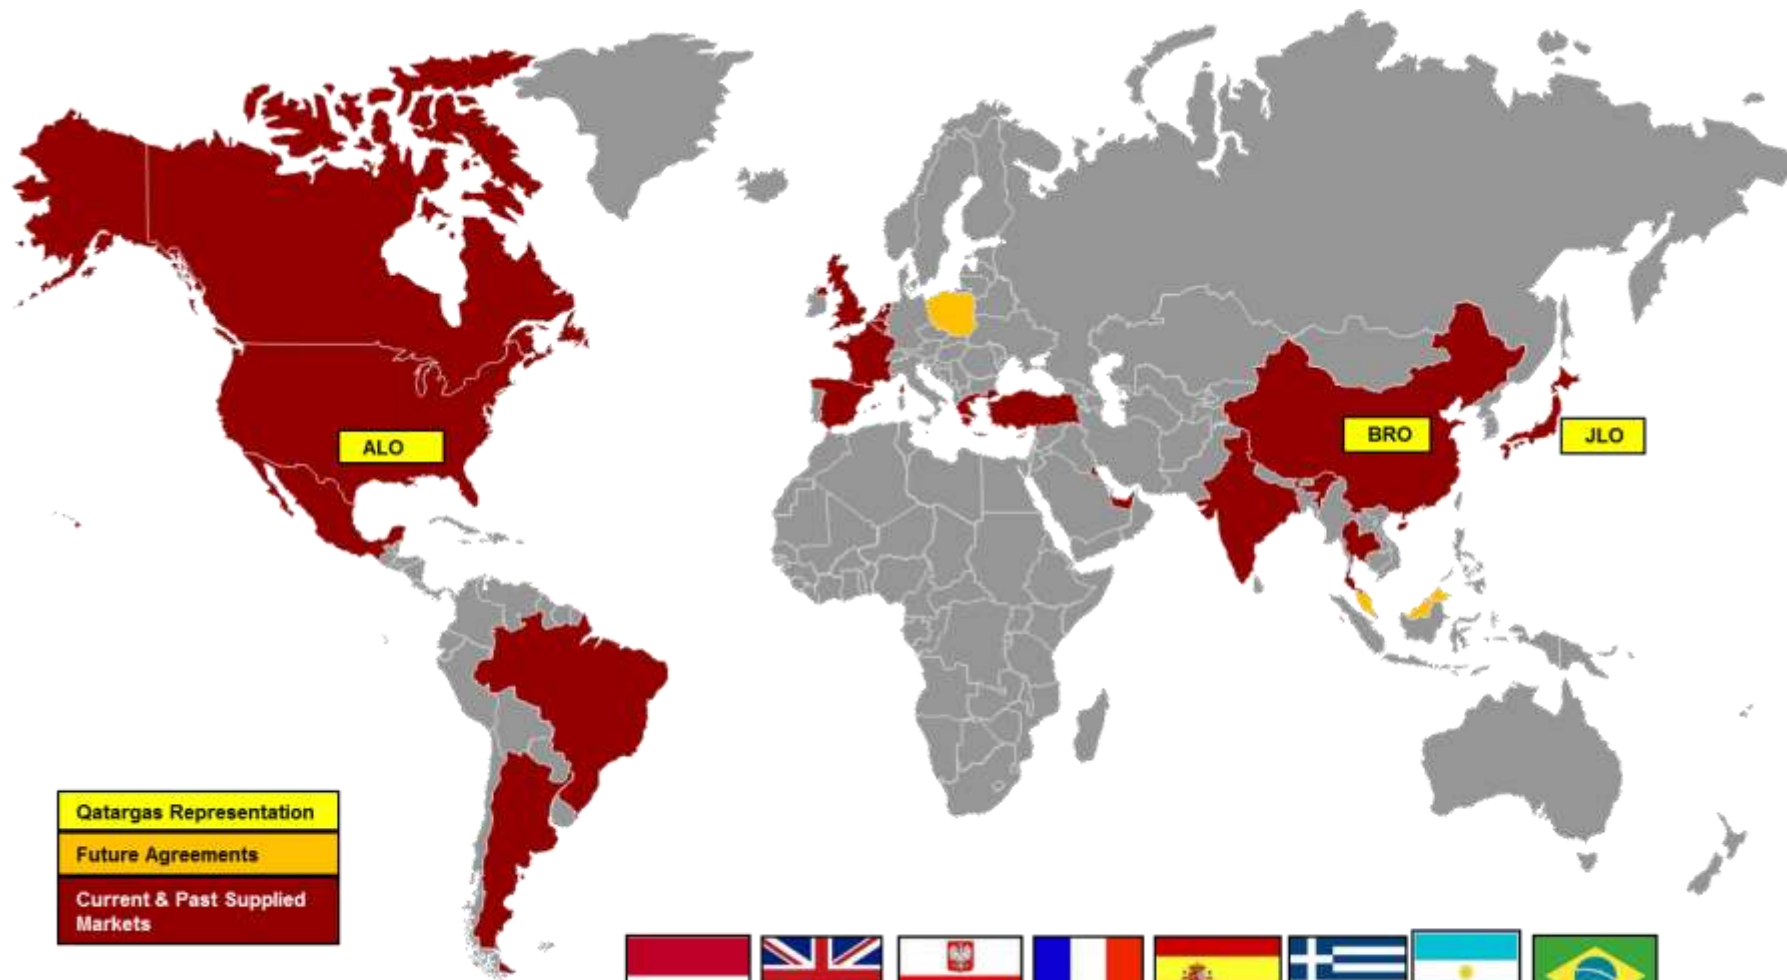 ALO
BRO
JLO
Qatargas Representation
Future Agreements
Current & Past Supplied
Markets